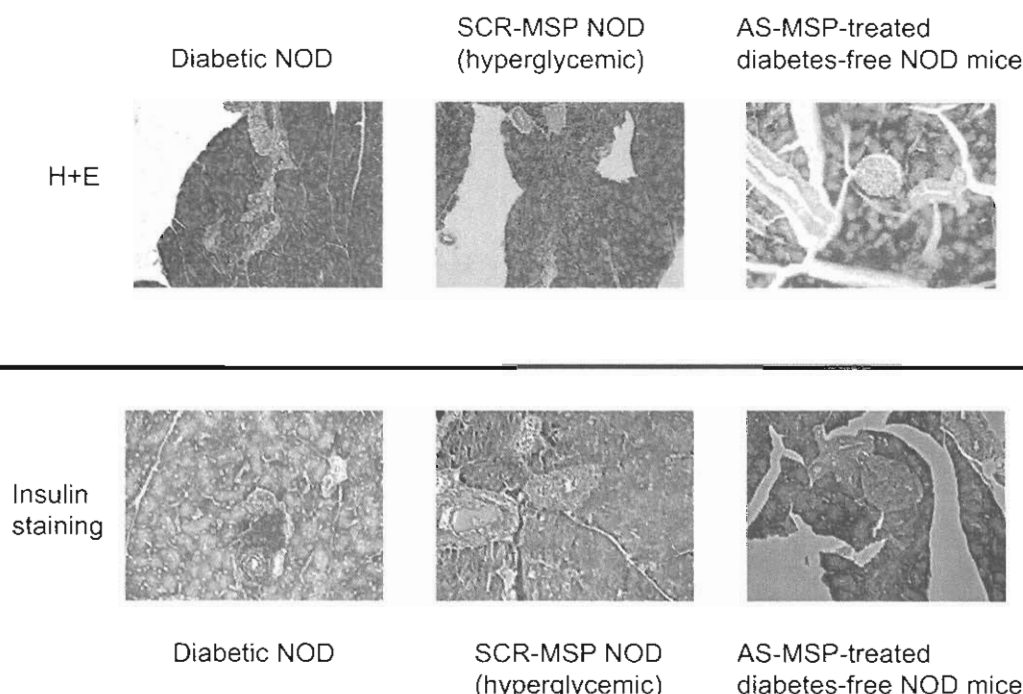 Diabetic NOD
SCR-MSP NOD
(hyperglycemic)
AS-MSP-treated
diabetes-free NOD mice
H+E
Insulin
staining
Diabetic NOD
SCR-MSP NOD
(hyperglycemic)
AS-MSP-treated
diabetes-free NOD mice